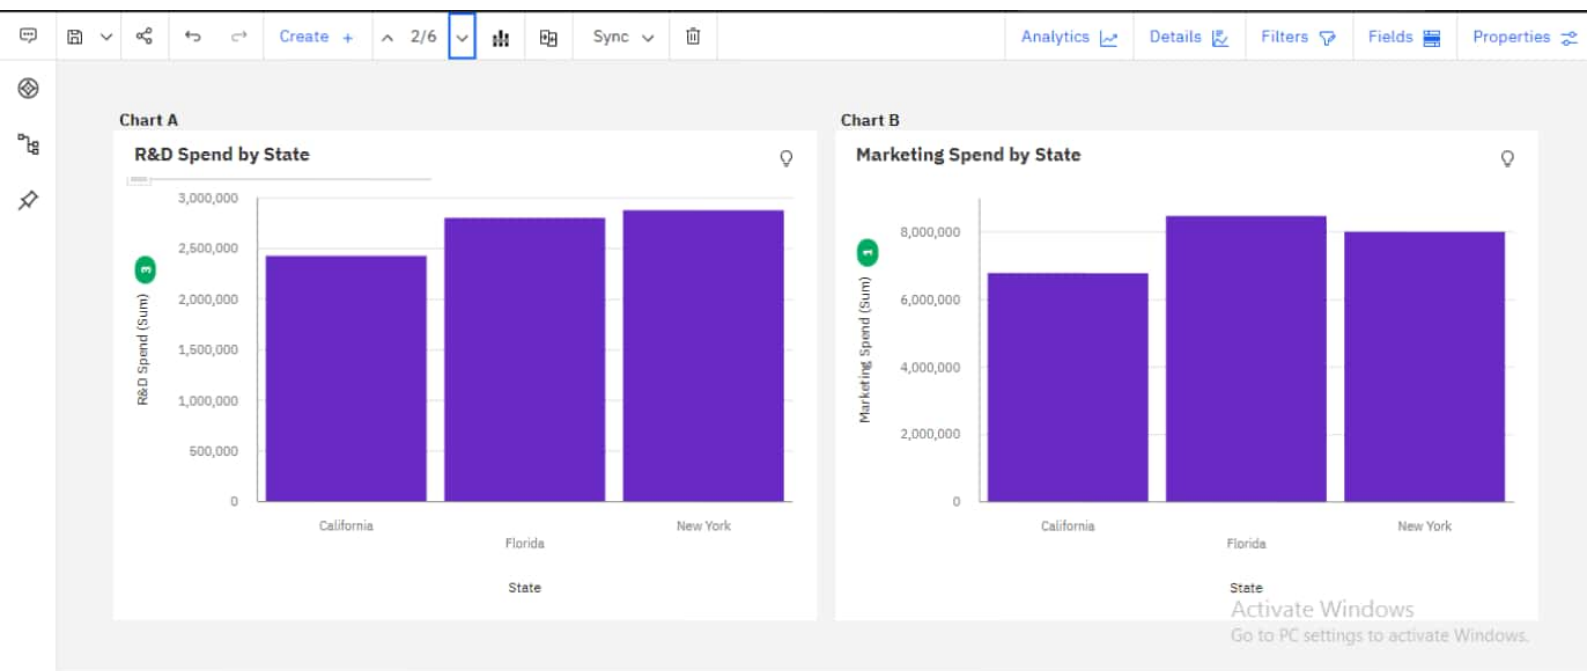 Create +
2/6
Sync
Analytics
Details
Filters
Fields
Properties
Chart A
R&D Spend by State
3,000,000
2,500,000
2,000,000
1,500,000
1,000,000
500,000
0
R&D Spend (Sum)
3
California
Florida
New York
State
Chart B
Marketing Spend by State
8,000,000
6,000,000
4,000,000
2,000,000
0
Marketing Spend (Sum)
1
California
Florida
New York
State
Activate Windows
Go to PC settings to activate Windows.